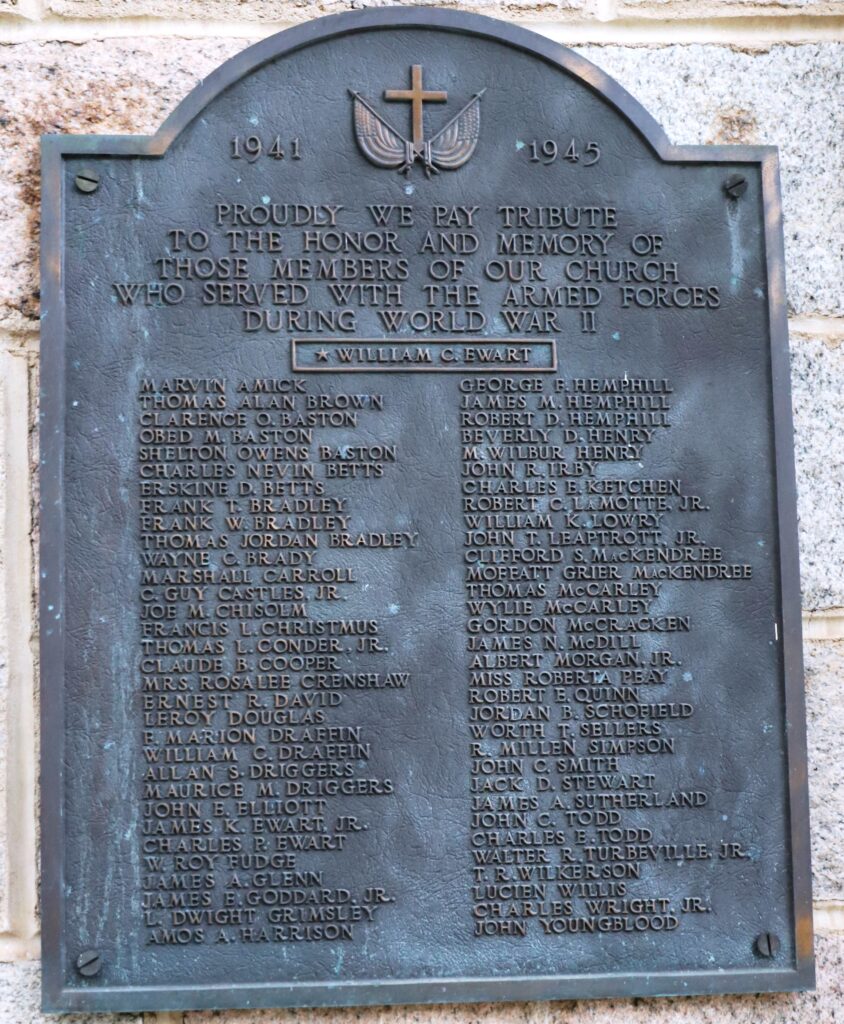 1941 1945
PROUDLY WE PAY TRIBUTE
TO THE HONOR AND MEMORY OF
THOSE MEMBERS OF OUR CHURCH
WHO SERVED WITH THE ARMED FORCES
DURING WORLD WAR II
★ WILLIAM C. EWART
MARVIN AMICK
THOMAS ALAN BROWN
CLARENCE O. BASTON
OBED M. BASTON
SHELTON OWENS BASTON
CHARLES NEVIN BETTS
ERSKINE D. BETTS
FRANK T. BRADLEY
FRANK W. BRADLEY
THOMAS JORDAN BRADLEY
WAYNE C. BRADY
MARSHALL CARROLL
C. GUY CASTLES, JR.
JOE M. CHISOLM
FRANCIS L. CHRISTMUS
THOMAS L. CONDER, JR.
CLAUDE B. COOPER
MRS. ROSALEE CRENSHAW
ERNEST R. DAVID
LEROY DOUGLAS
E. MARION DRAFFIN
WILLIAM C. DRAFFIN
ALLAN S. DRIGGERS
MAURICE M. DRIGGERS
JOHN E. ELLIOTT
JAMES K. EWART, JR.
CHARLES P. EWART
W. ROY FUDGE
JAMES A. GLENN
JAMES E. GODDARD, JR.
L. DWIGHT GRIMSLEY
AMOS A. HARRISON
GEORGE F. HEMPHILL
JAMES M. HEMPHILL
ROBERT D. HEMPHILL
BEVERLY D. HENRY
M. WILBUR HENRY
JOHN R. IRBY
CHARLES E. KETCHEN
ROBERT C. LAMOTTE, JR.
WILLIAM K. LOWRY
JOHN T. LEAPTROTT, JR.
CLIFFORD S. MACKENDREE
MOFFATT GRIER MACKENDREE
THOMAS MCCARLEY
WYLIE MCCARLEY
GORDON MCCRACKEN
JAMES N. MCDILL
ALBERT MORGAN, JR.
MISS ROBERTA PEAY
ROBERT E. QUINN
JORDAN B. SCHOFIELD
WORTH T. SELLERS
R. MILLEN SIMPSON
JOHN C. SMITH
JACK D. STEWART
JAMES A. SUTHERLAND
JOHN C. TODD
CHARLES E. TODD
WALTER R. TURBEVILLE, JR.
T. R. WILKERSON
LUCIEN WILLIS
CHARLES WRIGHT, JR.
JOHN YOUNGBLOOD